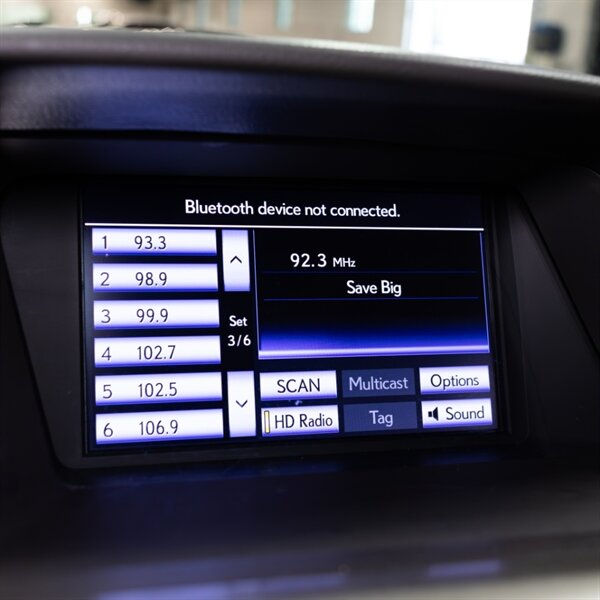 Bluetooth device not connected.
1 93.3
2 98.9
3 99.9
4 102.7
5 102.5
6 106.9
Set
3/6
92.3 MHz
Save Big
SCAN
Multicast
Options
HD Radio
Tag
Sound